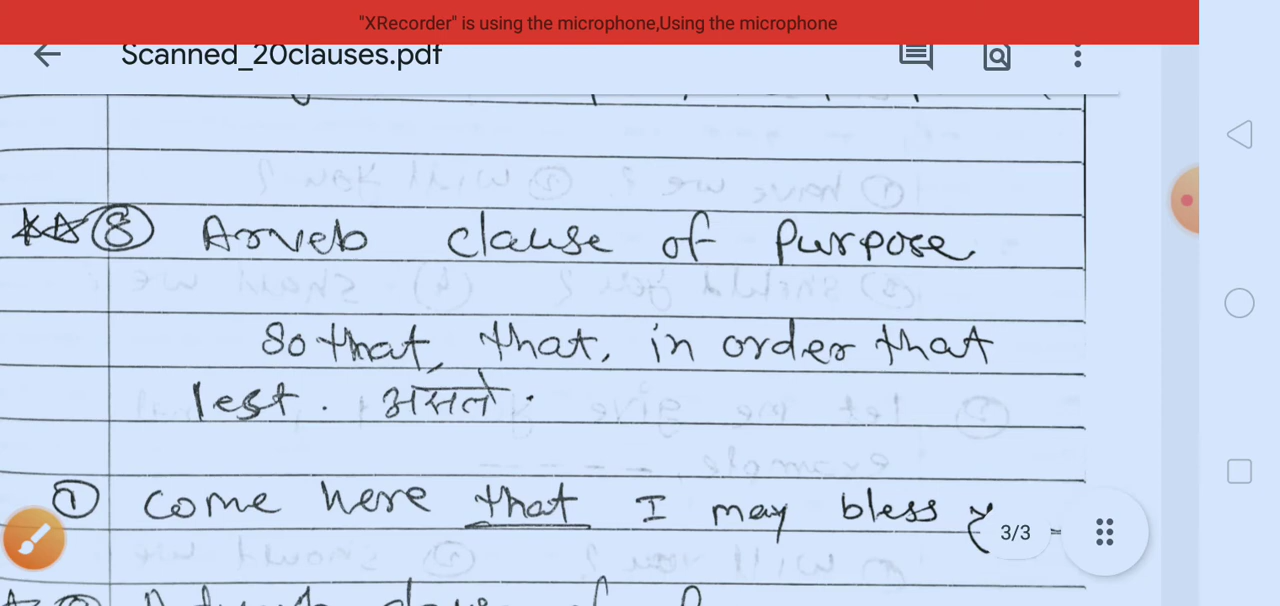 "XRecorder" is using the microphone,Using the microphone
Scanned_20clauses.pdf
⑧ Arveb clause of Purpose
So that, that, in order that
lest. असते.
① come here that I may bless
3/3